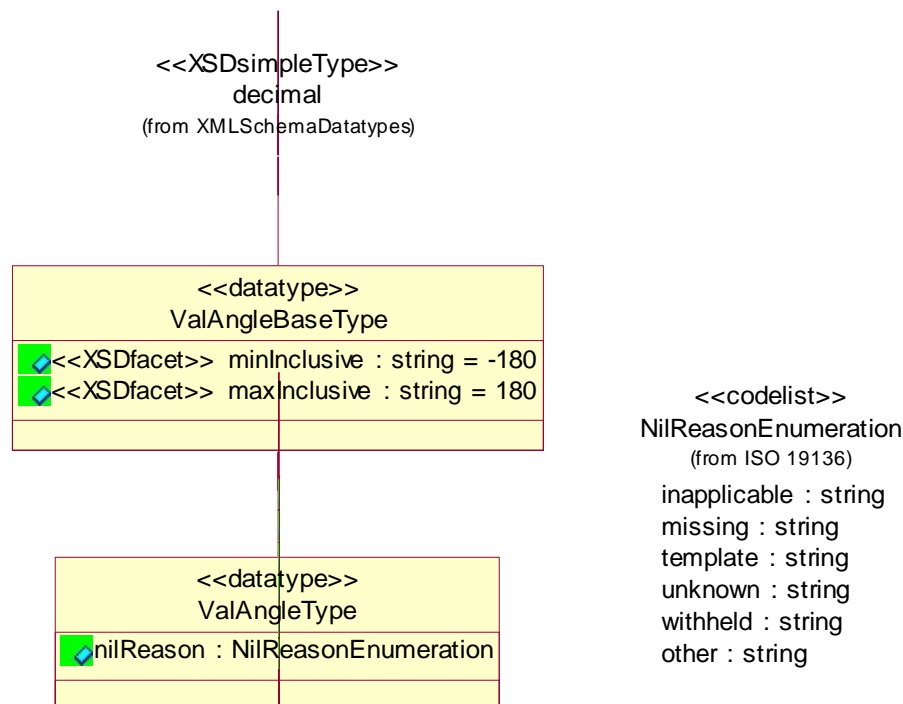 <<XSDsimpleType>>
decimal
(from XMLSchemaDatatypes)
<<datatype>>
ValAngleBaseType
<<XSDfacet>> minInclusive : string = -180
<<XSDfacet>> maxInclusive : string = 180
<<codelist>>
NilReasonEnumeration
(from ISO 19136)
inapplicable : string
missing : string
template : string
unknown : string
withheld : string
other : string
<<datatype>>
ValAngleType
nilReason : NilReasonEnumeration